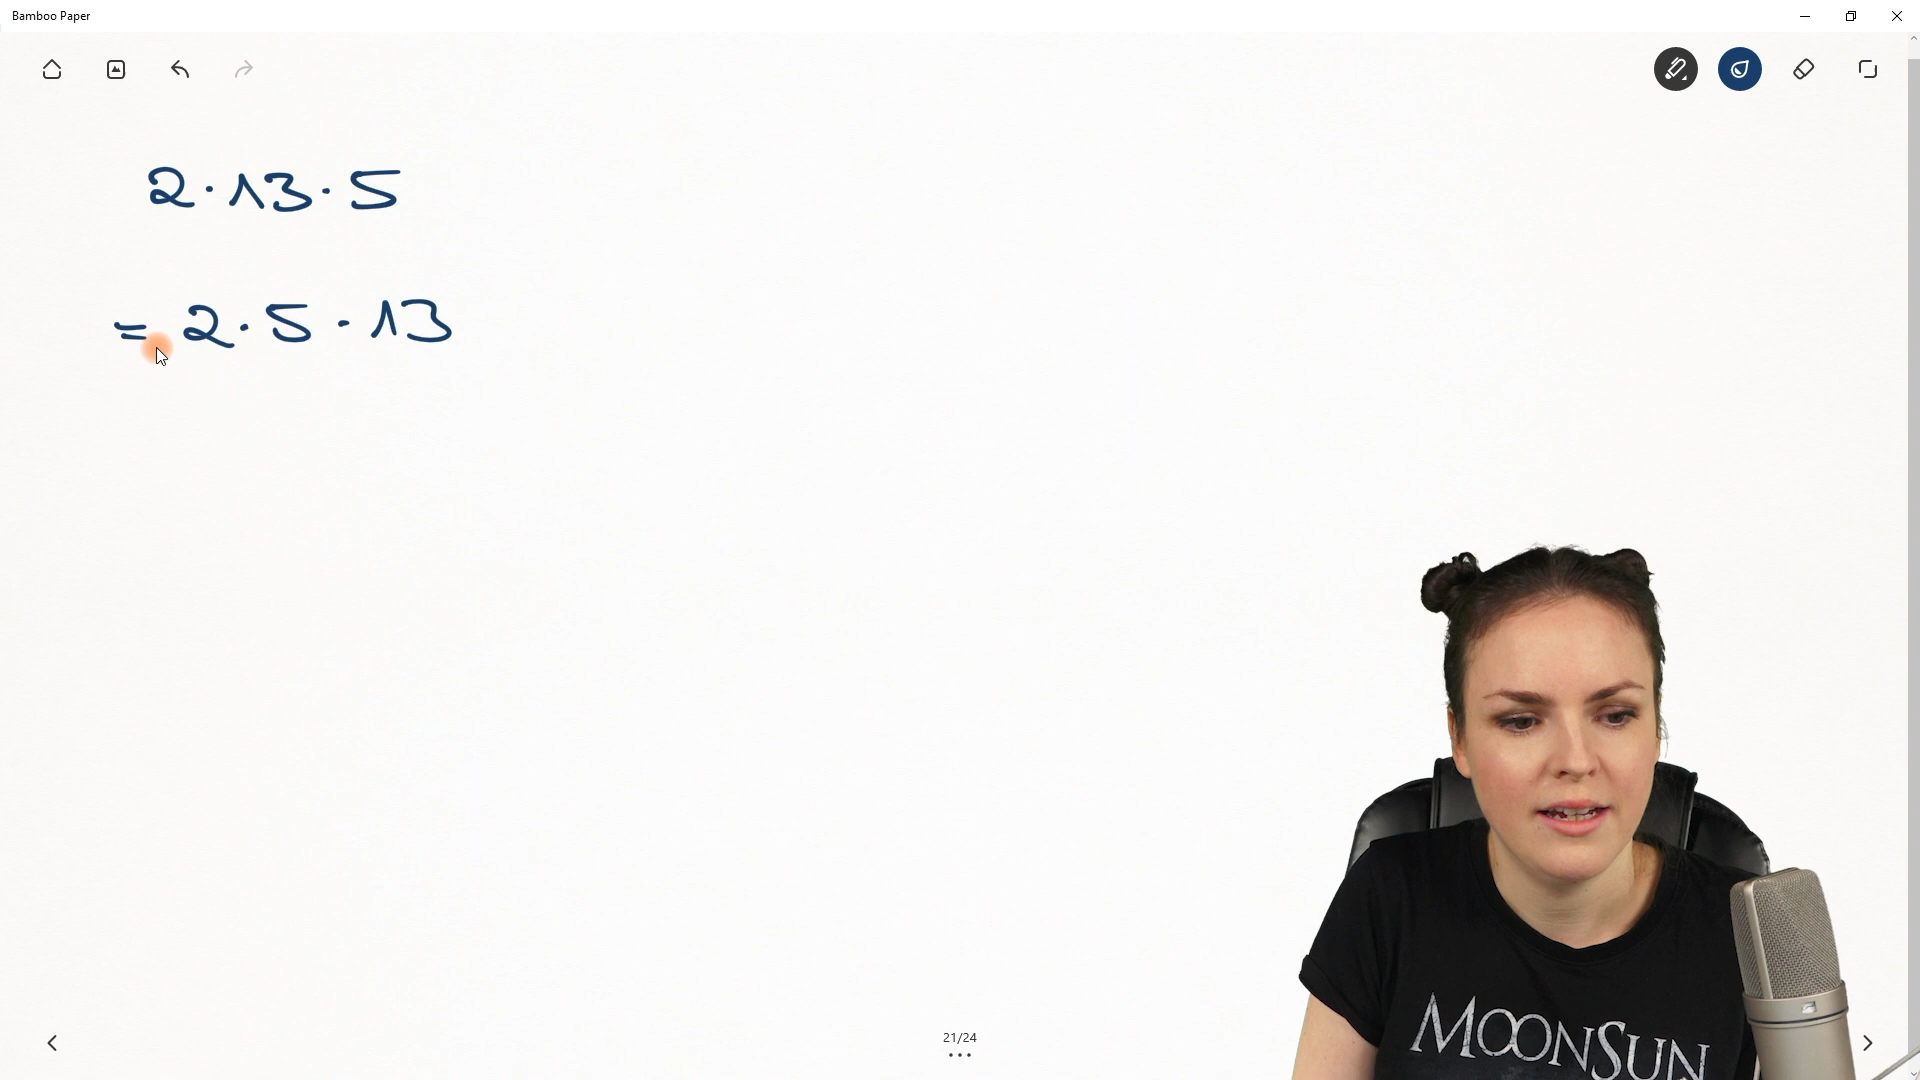 Bamboo Paper
2 · 13 · 5
= 2 · 5 · 13
21/24
MOONSUN